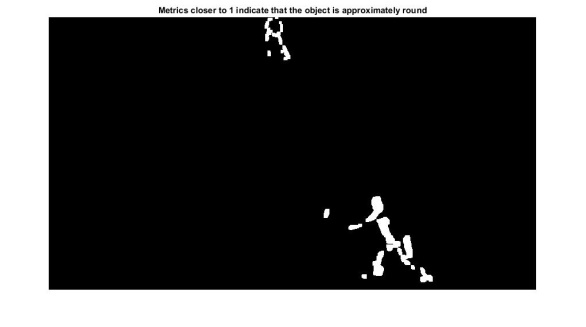 Metrics closer to 1 indicate that the object is approximately round